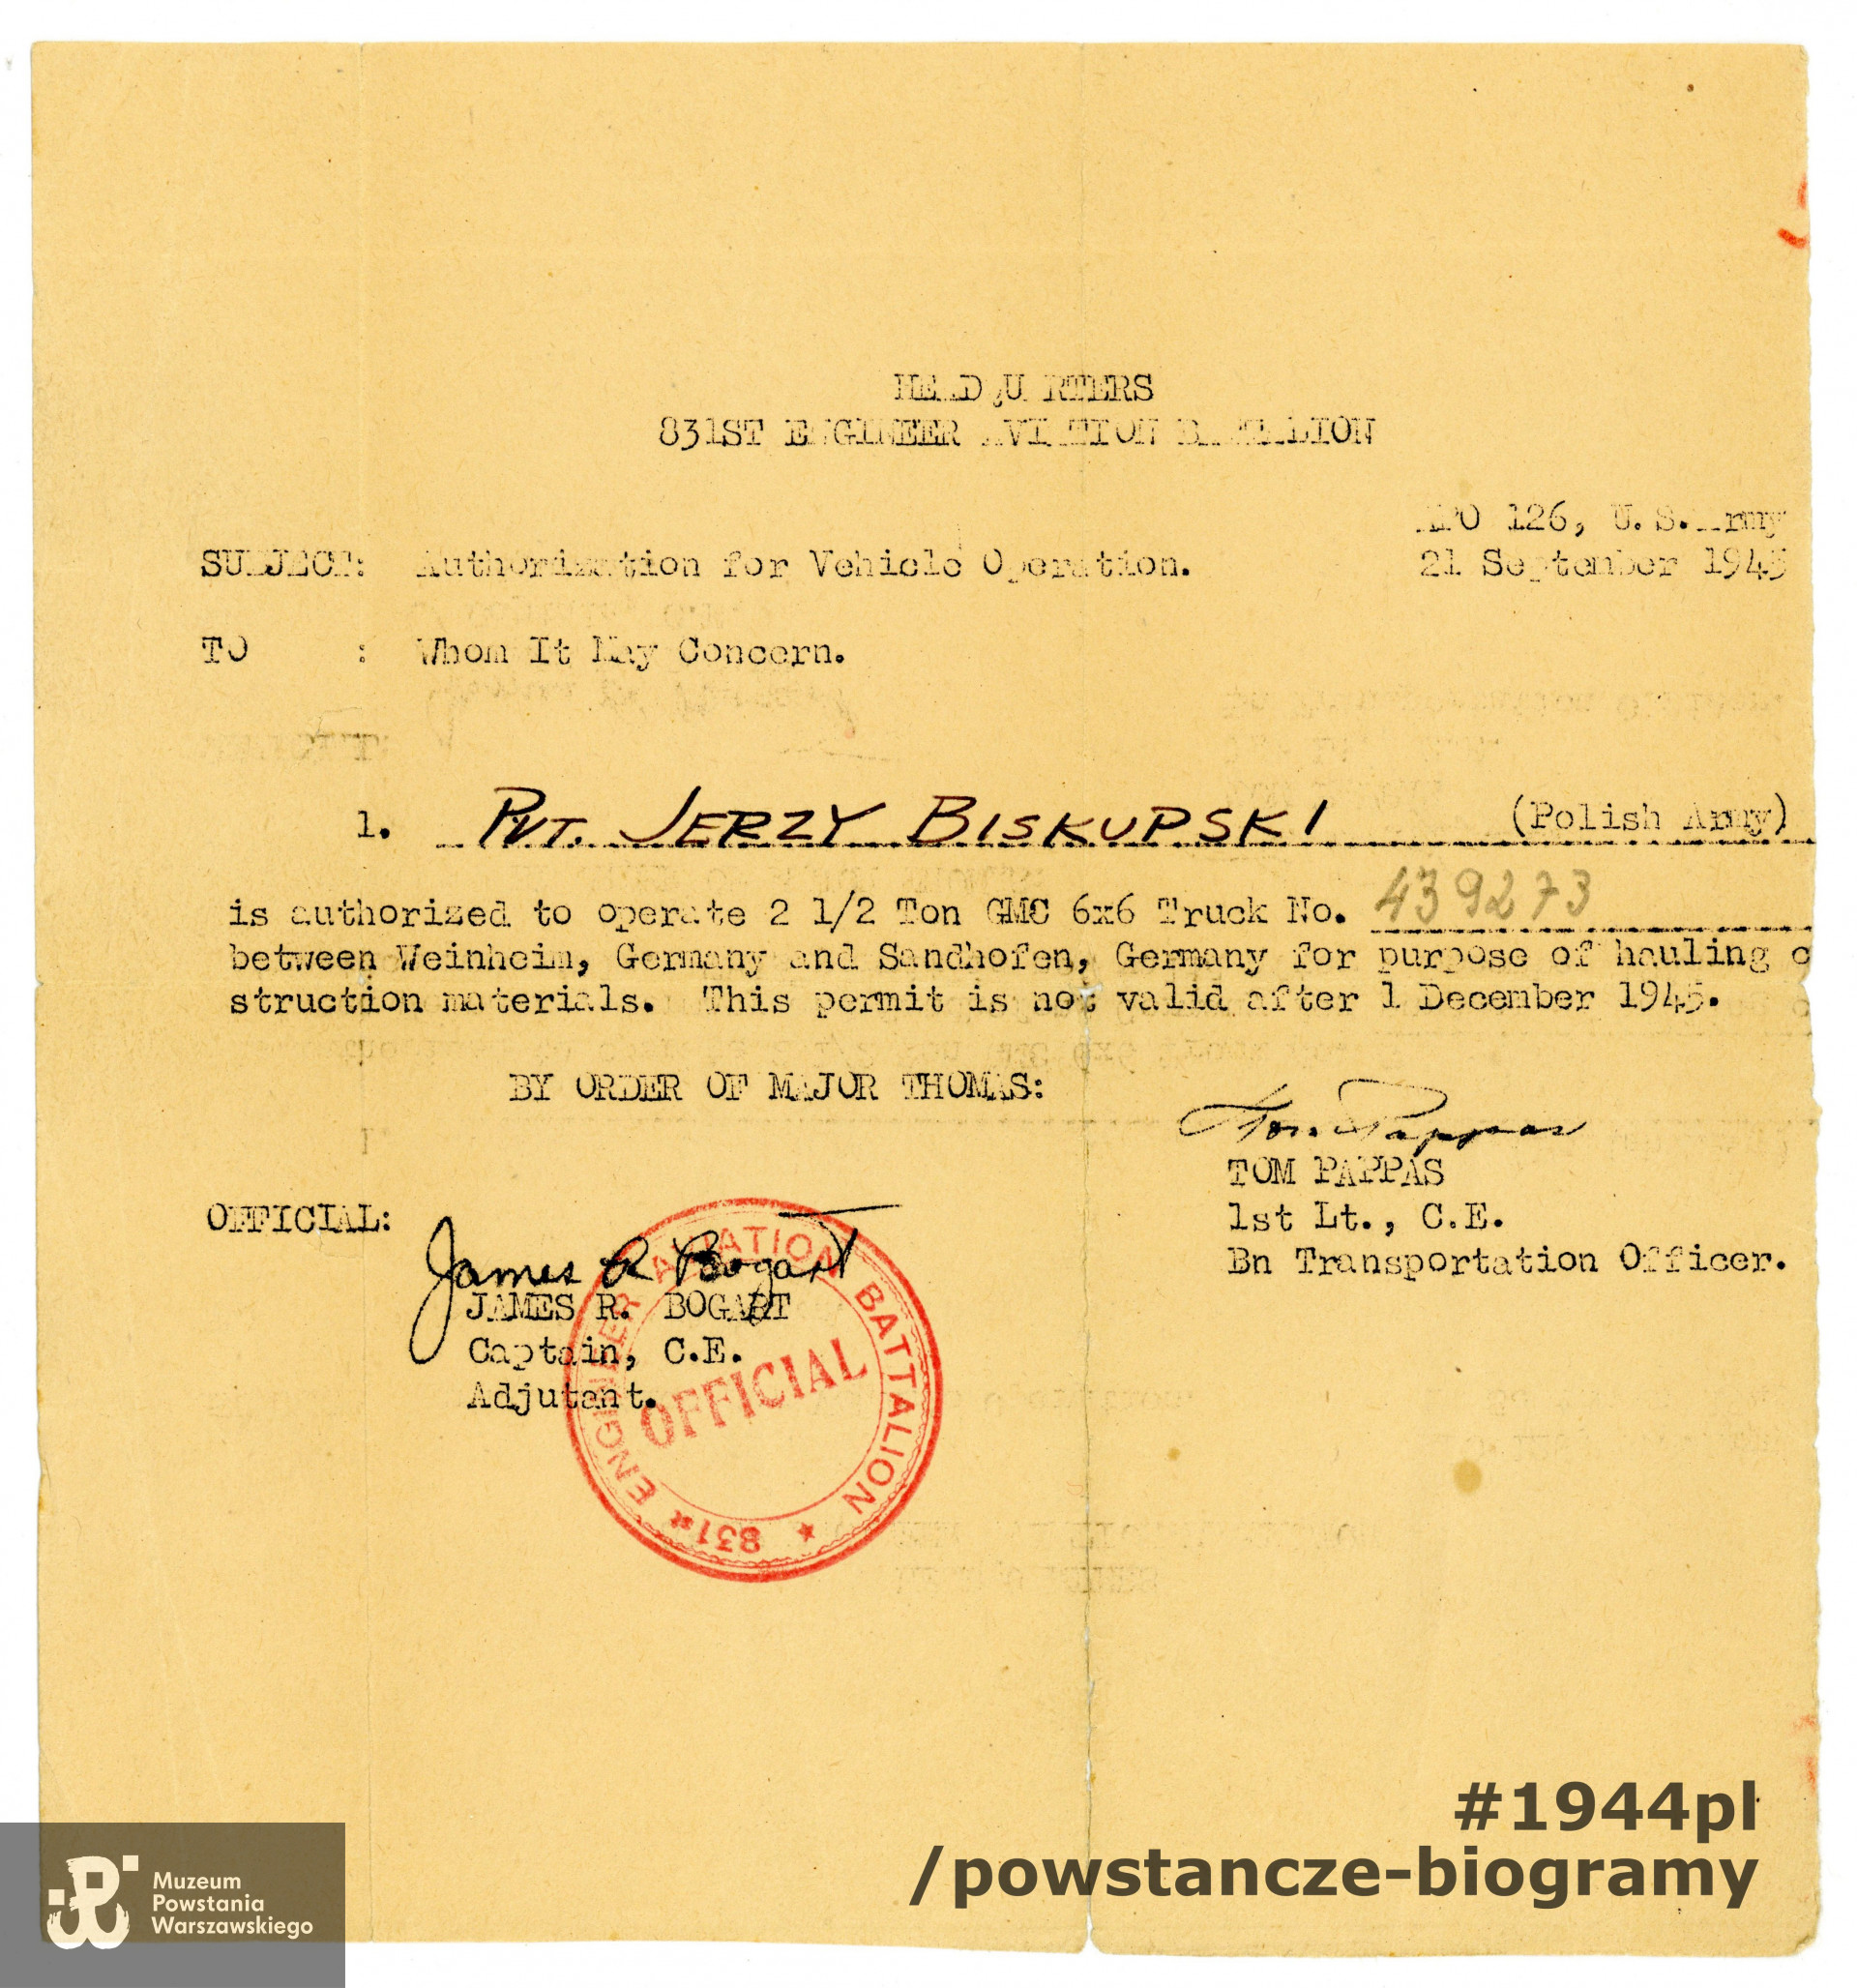 HEADQUARTERS
831ST ENGINEER AVIATION BATTALION
APO 126, U.S.Army
SUBJECT: Authorization for Vehicle Operation.
21 September 1945
TO : Whom It May Concern.
1. PVT. JERZY BISKUPSKI (Polish Army)
is authorized to operate 2 1/2 Ton GMC 6x6 Truck No. 439273
between Weinheim, Germany and Sandhofen, Germany for purpose of hauling c
struction materials. This permit is not valid after 1 December 1945.
BY ORDER OF MAJOR THOMAS:
Tom Pappas
TOM PAPPAS
1st Lt., C.E.
Bn Transportation Officer.
OFFICIAL:
James R Bogart
JAMES R. BOGART
Captain, C.E.
Adjutant.
831st ENGINEER AVIATION BATTALION ★
OFFICIAL
#1944pl
/powstancze-biogramy
Muzeum
Powstania
Warszawskiego